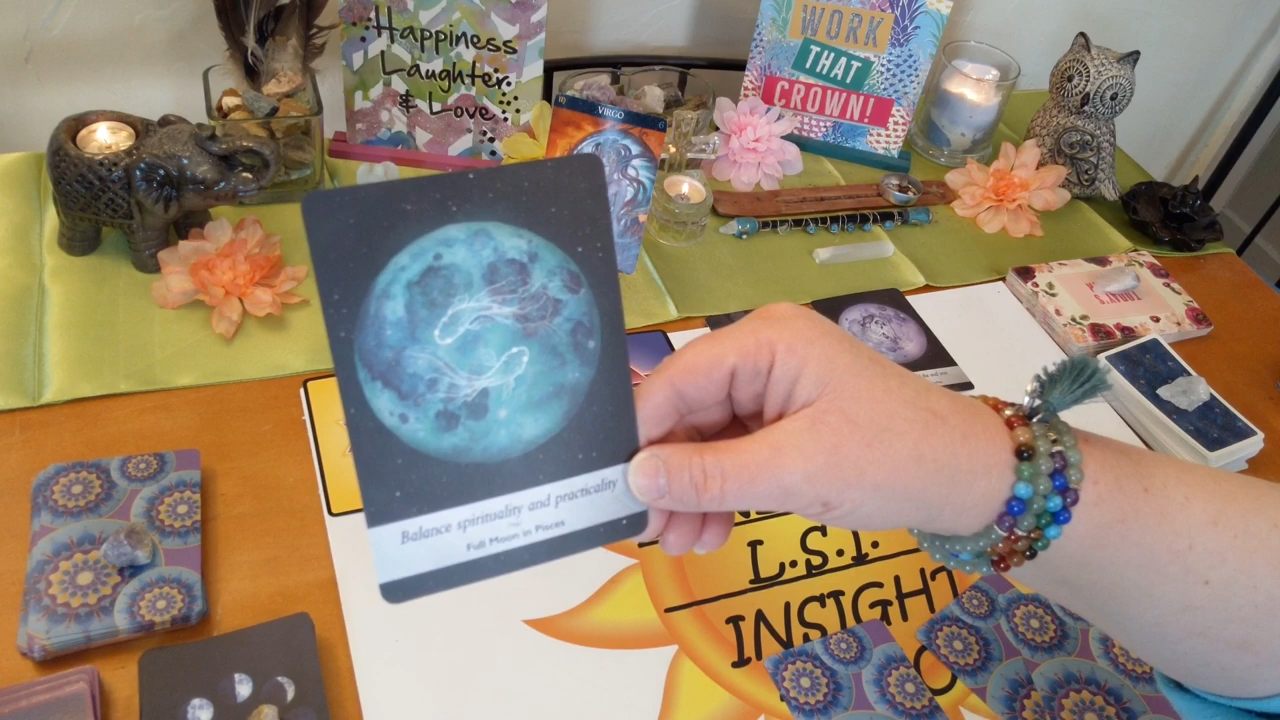 Happiness
Laughter
& Love
WORK
THAT
CROWN!
VIRGO
Balance spirituality and practicality
Full Moon in Pisces
L.S.I.
INSIGHT